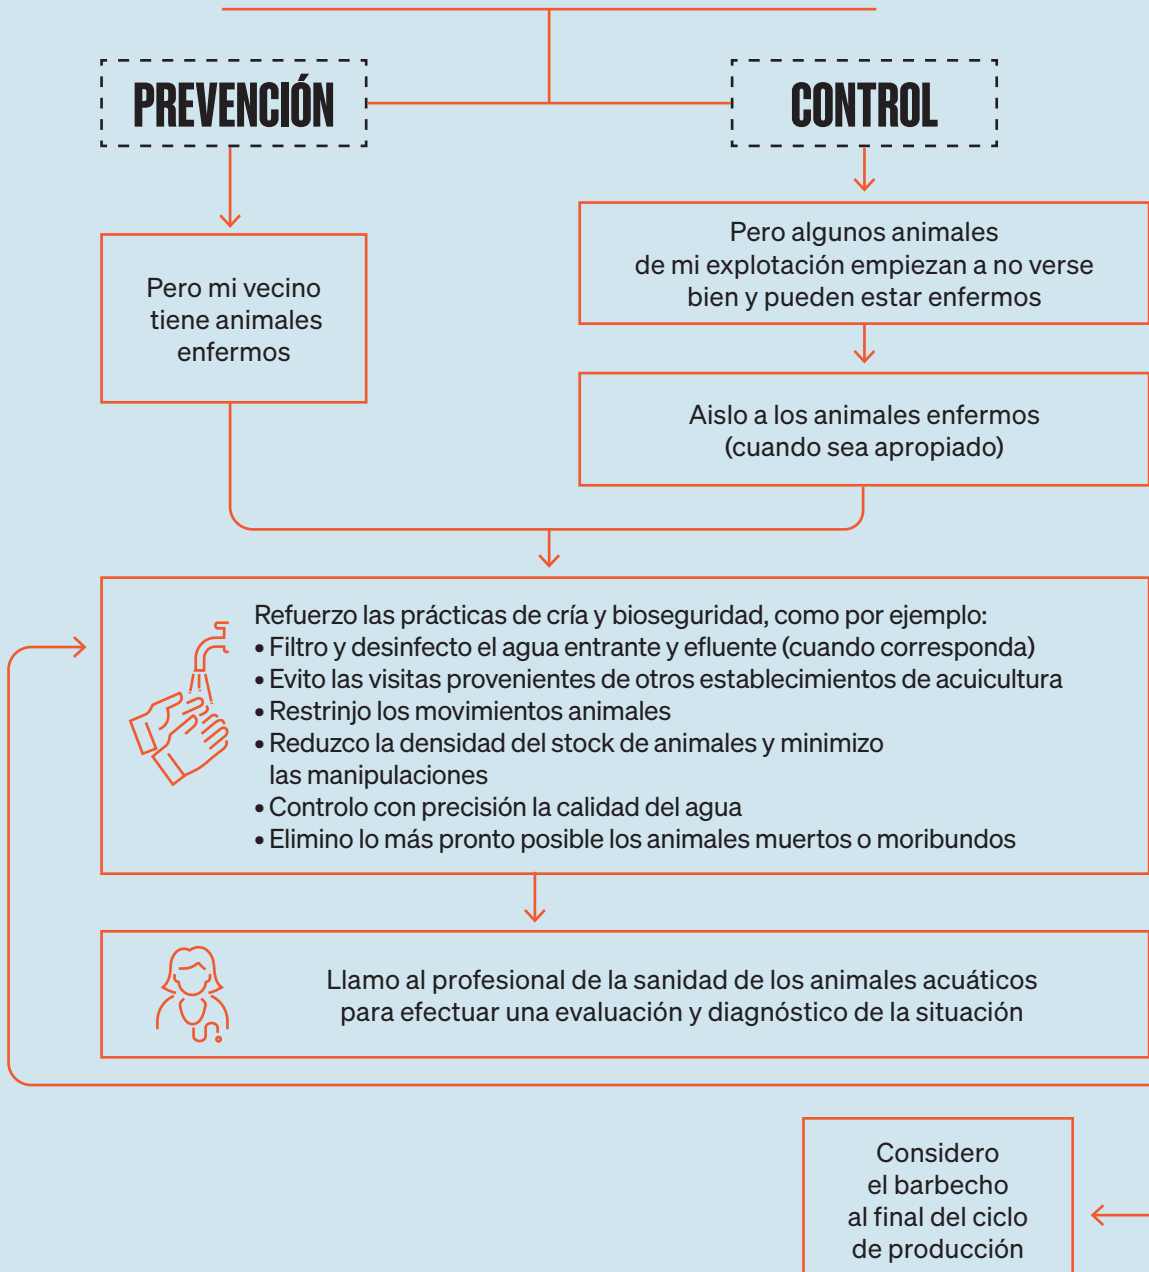 PREVENCIÓN
CONTROL
Pero mi vecino
tiene animales
enfermos
Pero algunos animales
de mi explotación empiezan a no verse
bien y pueden estar enfermos
Aislo a los animales enfermos
(cuando sea apropiado)
Refuerzo las prácticas de cría y bioseguridad, como por ejemplo:
• Filtro y desinfecto el agua entrante y efluente (cuando corresponda)
• Evito las visitas provenientes de otros establecimientos de acuicultura
• Restrinjo los movimientos animales
• Reduzco la densidad del stock de animales y minimizo
las manipulaciones
• Controlo con precisión la calidad del agua
• Elimino lo más pronto posible los animales muertos o moribundos
Llamo al profesional de la sanidad de los animales acuáticos
para efectuar una evaluación y diagnóstico de la situación
Considero
el barbecho
al final del ciclo
de producción